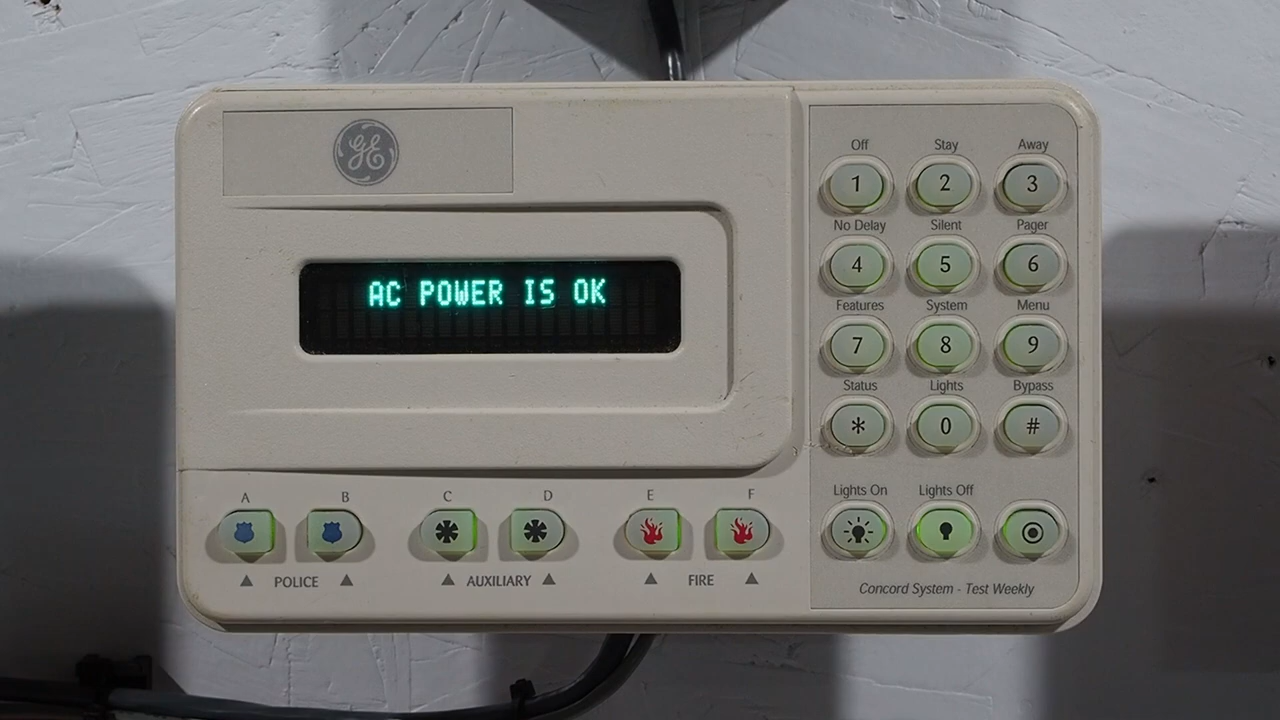 GE
AC POWER IS OK
Off Stay Away
1 2 3
No Delay Silent Pager
4 5 6
Features System Menu
7 8 9
Status Lights Bypass
* 0 #
Lights On Lights Off
A B C D E F
POLICE AUXILIARY FIRE
Concord System - Test Weekly